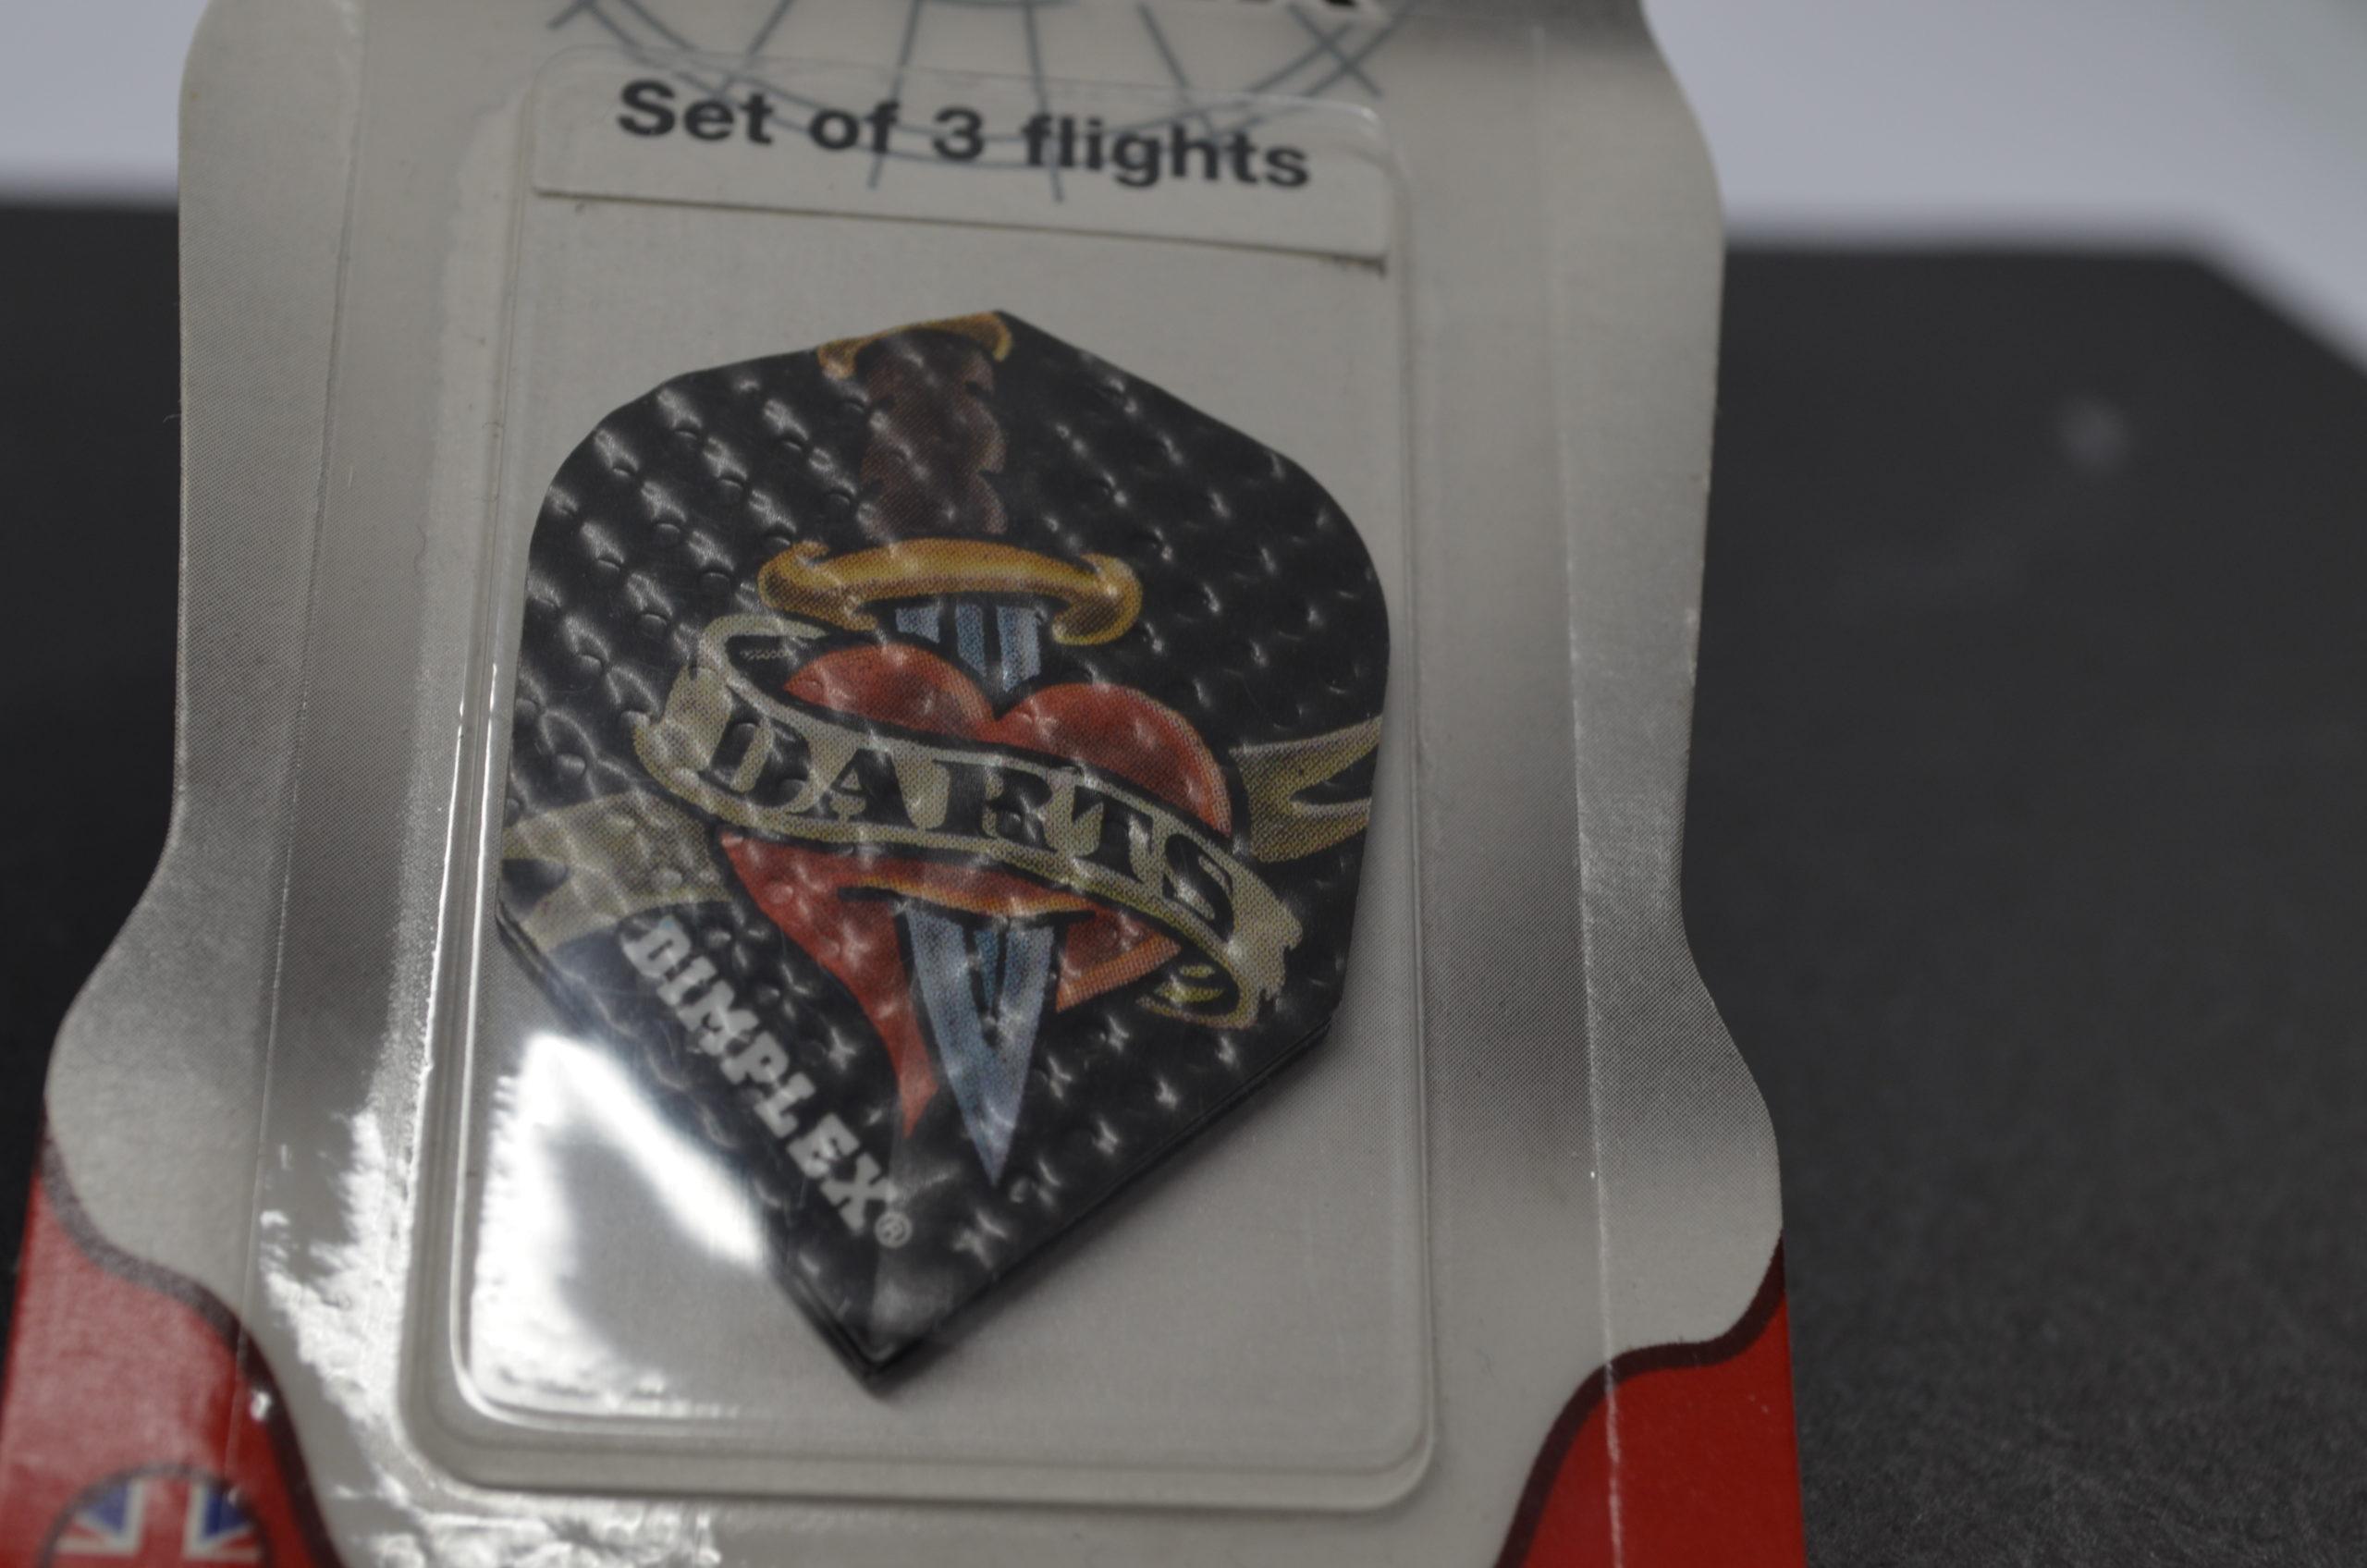 Set of 3 flights
DARTS
DIMPLEX®